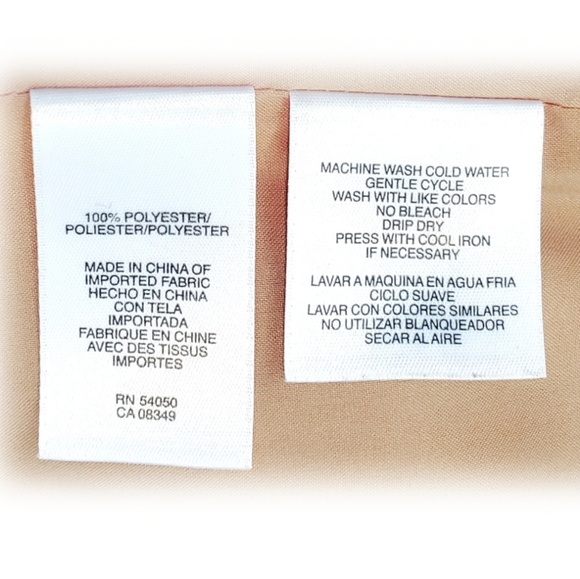 100% POLYESTER/
POLIESTER/POLYESTER
MADE IN CHINA OF
IMPORTED FABRIC
HECHO EN CHINA
CON TELA
IMPORTADA
FABRIQUE EN CHINE
AVEC DES TISSUS
IMPORTES
RN 54050
CA 08349
MACHINE WASH COLD WATER
GENTLE CYCLE
WASH WITH LIKE COLORS
NO BLEACH
DRIP DRY
PRESS WITH COOL IRON
IF NECESSARY
LAVAR A MAQUINA EN AGUA FRIA
CICLO SUAVE
LAVAR CON COLORES SIMILARES
NO UTILIZAR BLANQUEADOR
SECAR AL AIRE